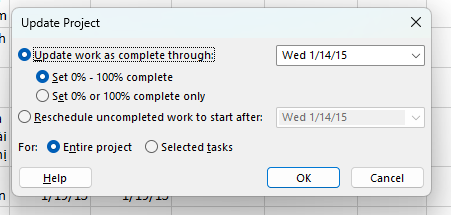 Update Project
Update work as complete through: Wed 1/14/15
Set 0% - 100% complete
Set 0% or 100% complete only
Reschedule uncompleted work to start after: Wed 1/14/15
For: Entire project Selected tasks
Help OK Cancel